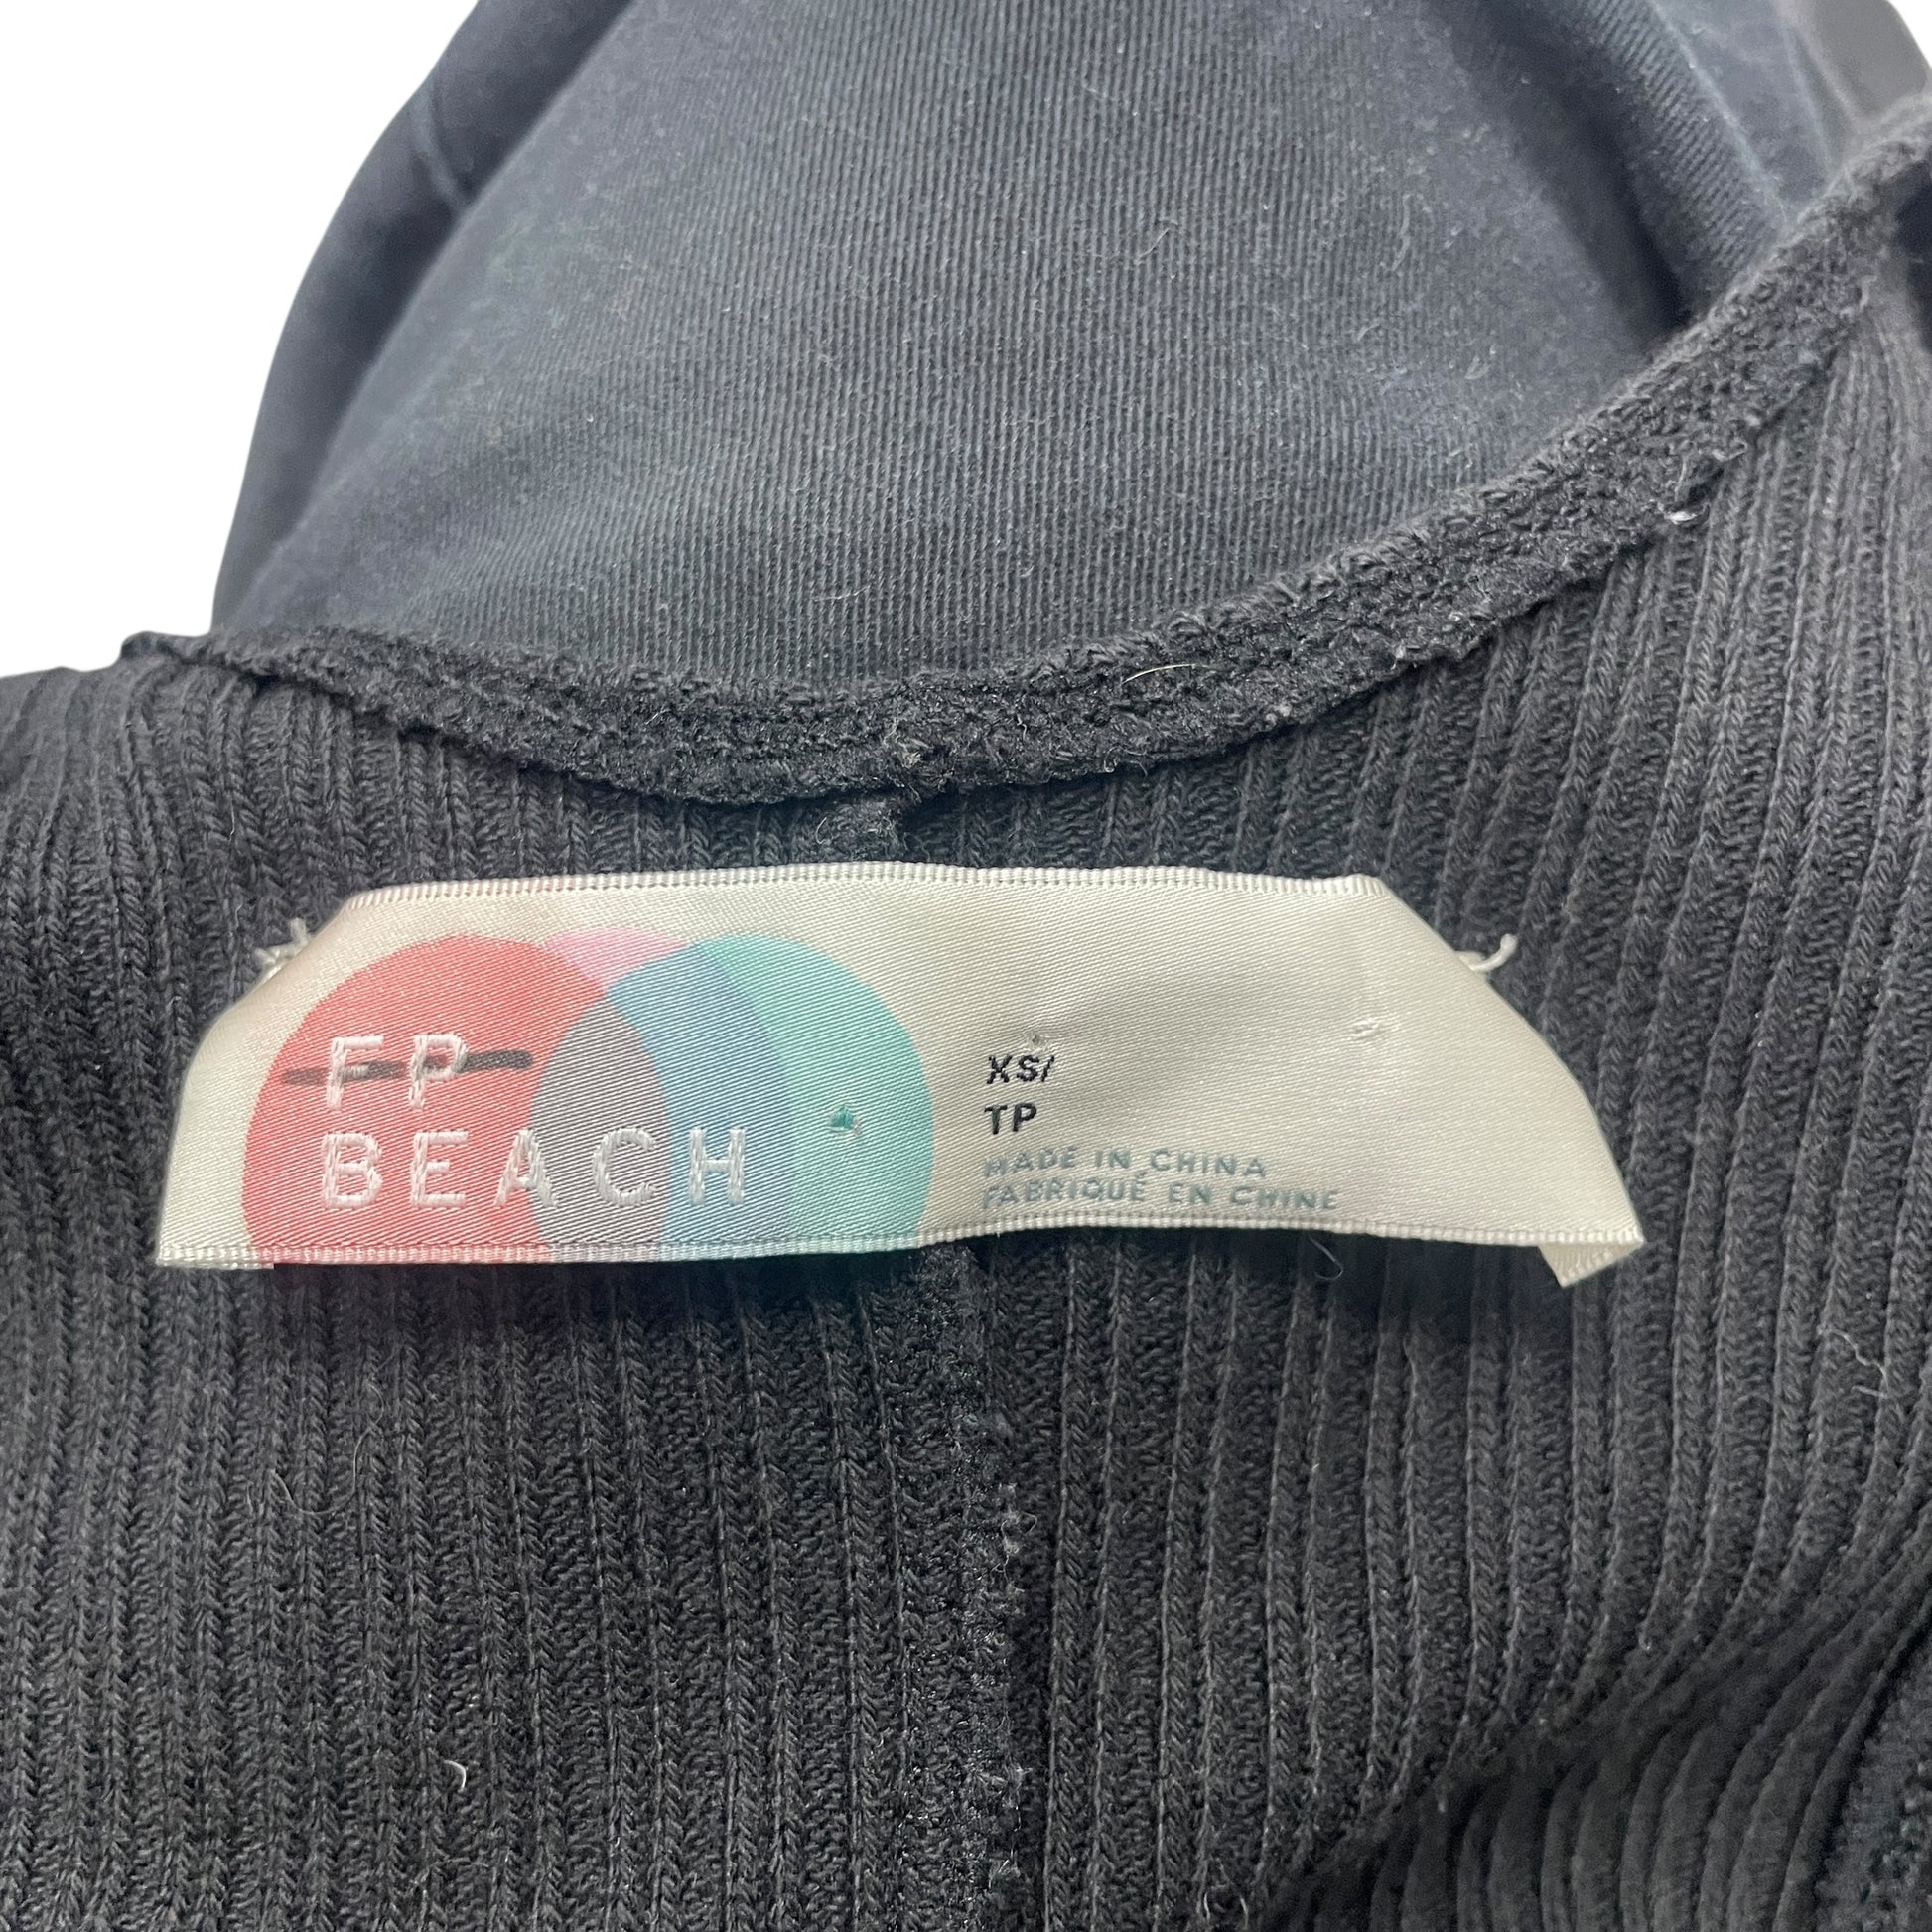 FP
BEACH
XS/
TP
MADE IN CHINA
FABRIQUÉ EN CHINE